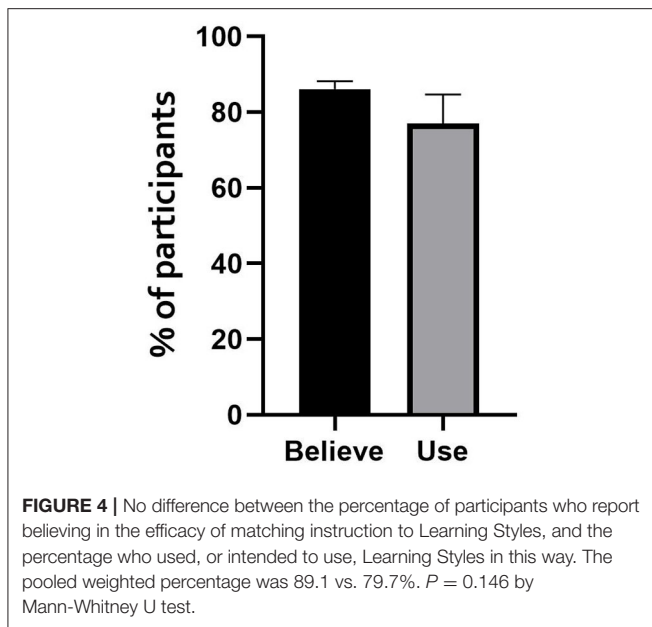 100
80
60
40
20
0
% of participants
Believe Use
FIGURE 4 | No difference between the percentage of participants who report
believing in the efficacy of matching instruction to Learning Styles, and the
percentage who used, or intended to use, Learning Styles in this way. The
pooled weighted percentage was 89.1 vs. 79.7%. P = 0.146 by
Mann-Whitney U test.